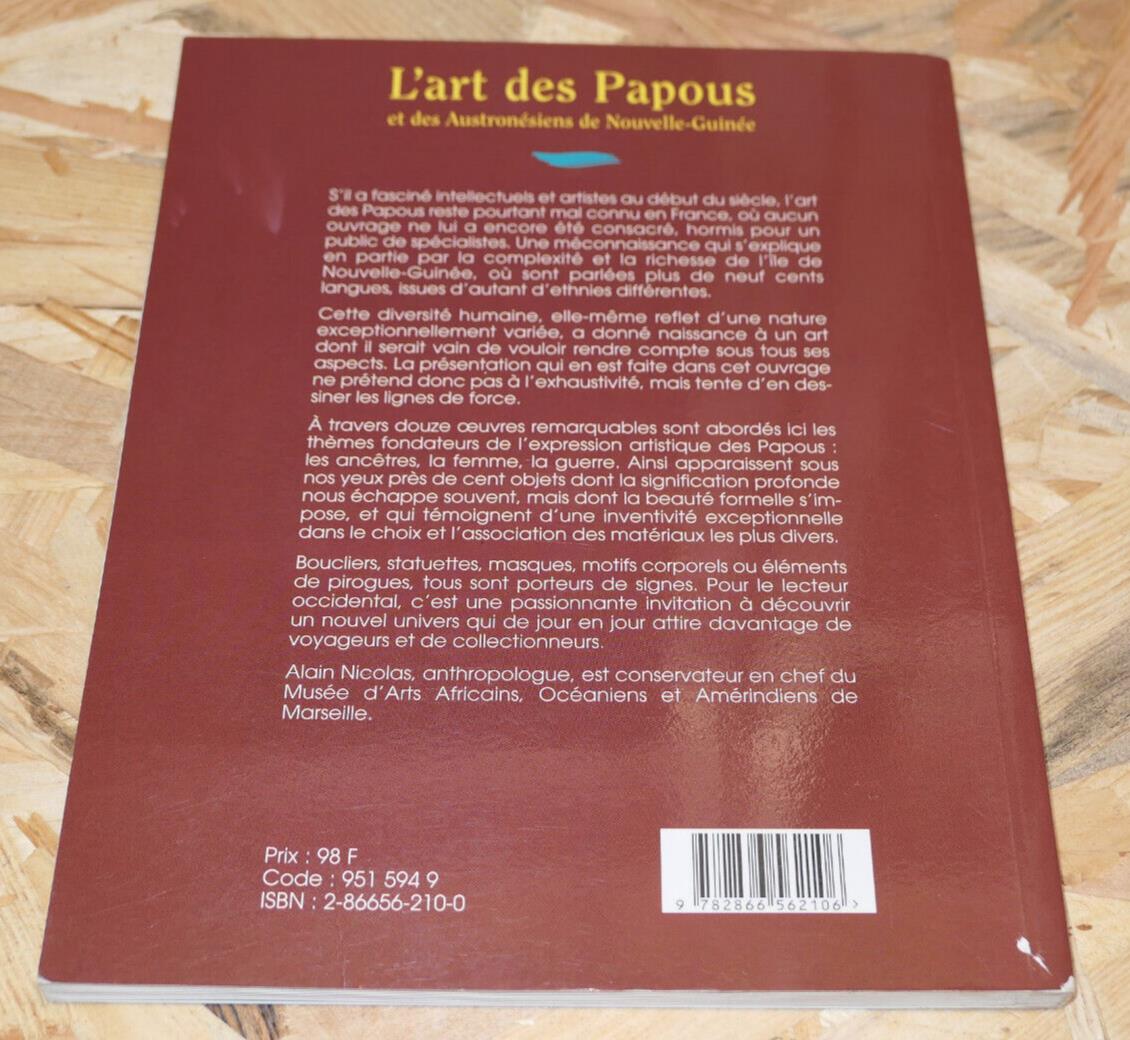 L'art des Papous
et des Austronésiens de Nouvelle-Guinée
S'il a fasciné intellectuels et artistes au début du siècle, l'art
des Papous reste pourtant mal connu en France, où aucun
ouvrage ne lui a encore été consacré, hormis pour un
public de spécialistes. Une méconnaissance qui s'explique
en partie par la complexité et la richesse de l'île de
Nouvelle-Guinée, où sont parlées plus de neuf cents
langues, issues d'autant d'ethnies différentes.
Cette diversité humaine, elle-même reflet d'une nature
exceptionnellement variée, a donné naissance à un art
dont il serait vain de vouloir rendre compte sous tous ses
aspects. La présentation qui en est faite dans cet ouvrage
ne prétend donc pas à l'exhaustivité, mais tente d'en des-
siner les lignes de force.
À travers douze œuvres remarquables sont abordés ici les
thèmes fondateurs de l'expression artistique des Papous :
les ancêtres, la femme, la guerre. Ainsi apparaissent sous
nos yeux près de cent objets dont la signification profonde
nous échappe souvent, mais dont la beauté formelle s'im-
pose, et qui témoignent d'une inventivité exceptionnelle
dans le choix et l'association des matériaux les plus divers.
Boucliers, statuettes, masques, motifs corporels ou éléments
de pirogues, tous sont porteurs de signes. Pour le lecteur
occidental, c'est une passionnante invitation à découvrir
un nouvel univers qui de jour en jour attire davantage de
voyageurs et de collectionneurs.
Alain Nicolas, anthropologue, est conservateur en chef du
Musée d'Arts Africains, Océaniens et Amérindiens de
Marseille.
Prix : 98 F
Code : 951 594 9
ISBN : 2-86656-210-0
9 782866 562106 >